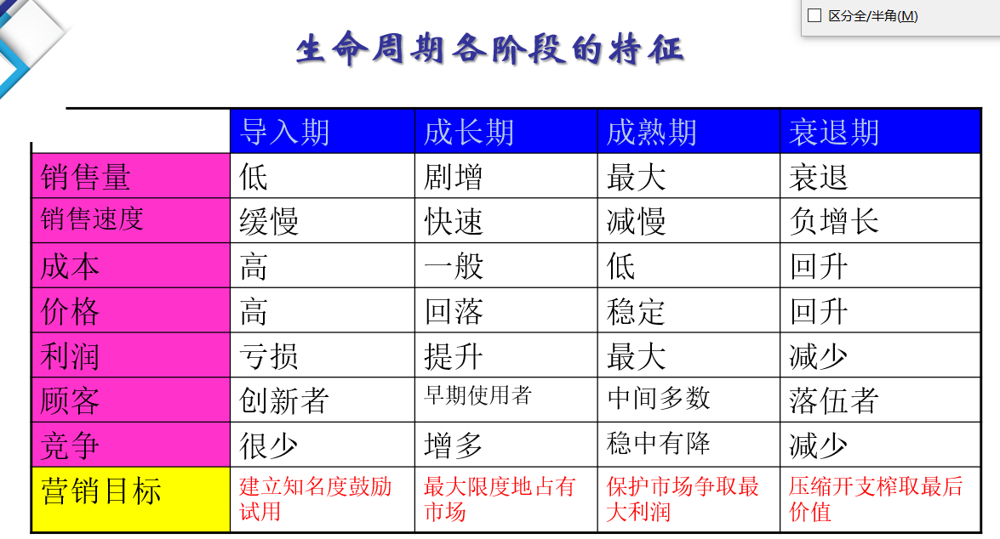 区分全/半角(M)
生命周期各阶段的特征
导入期 成长期 成熟期 衰退期
销售量 低 剧增 最大 衰退
销售速度 缓慢 快速 减慢 负增长
成本 高 一般 低 回升
价格 高 回落 稳定 回升
利润 亏损 提升 最大 减少
顾客 创新者 早期使用者 中间多数 落伍者
竞争 很少 增多 稳中有降 减少
营销目标 建立知名度鼓励 最大限度地占有 保护市场争取最 压缩开支榨取最后
试用 市场 大利润 价值